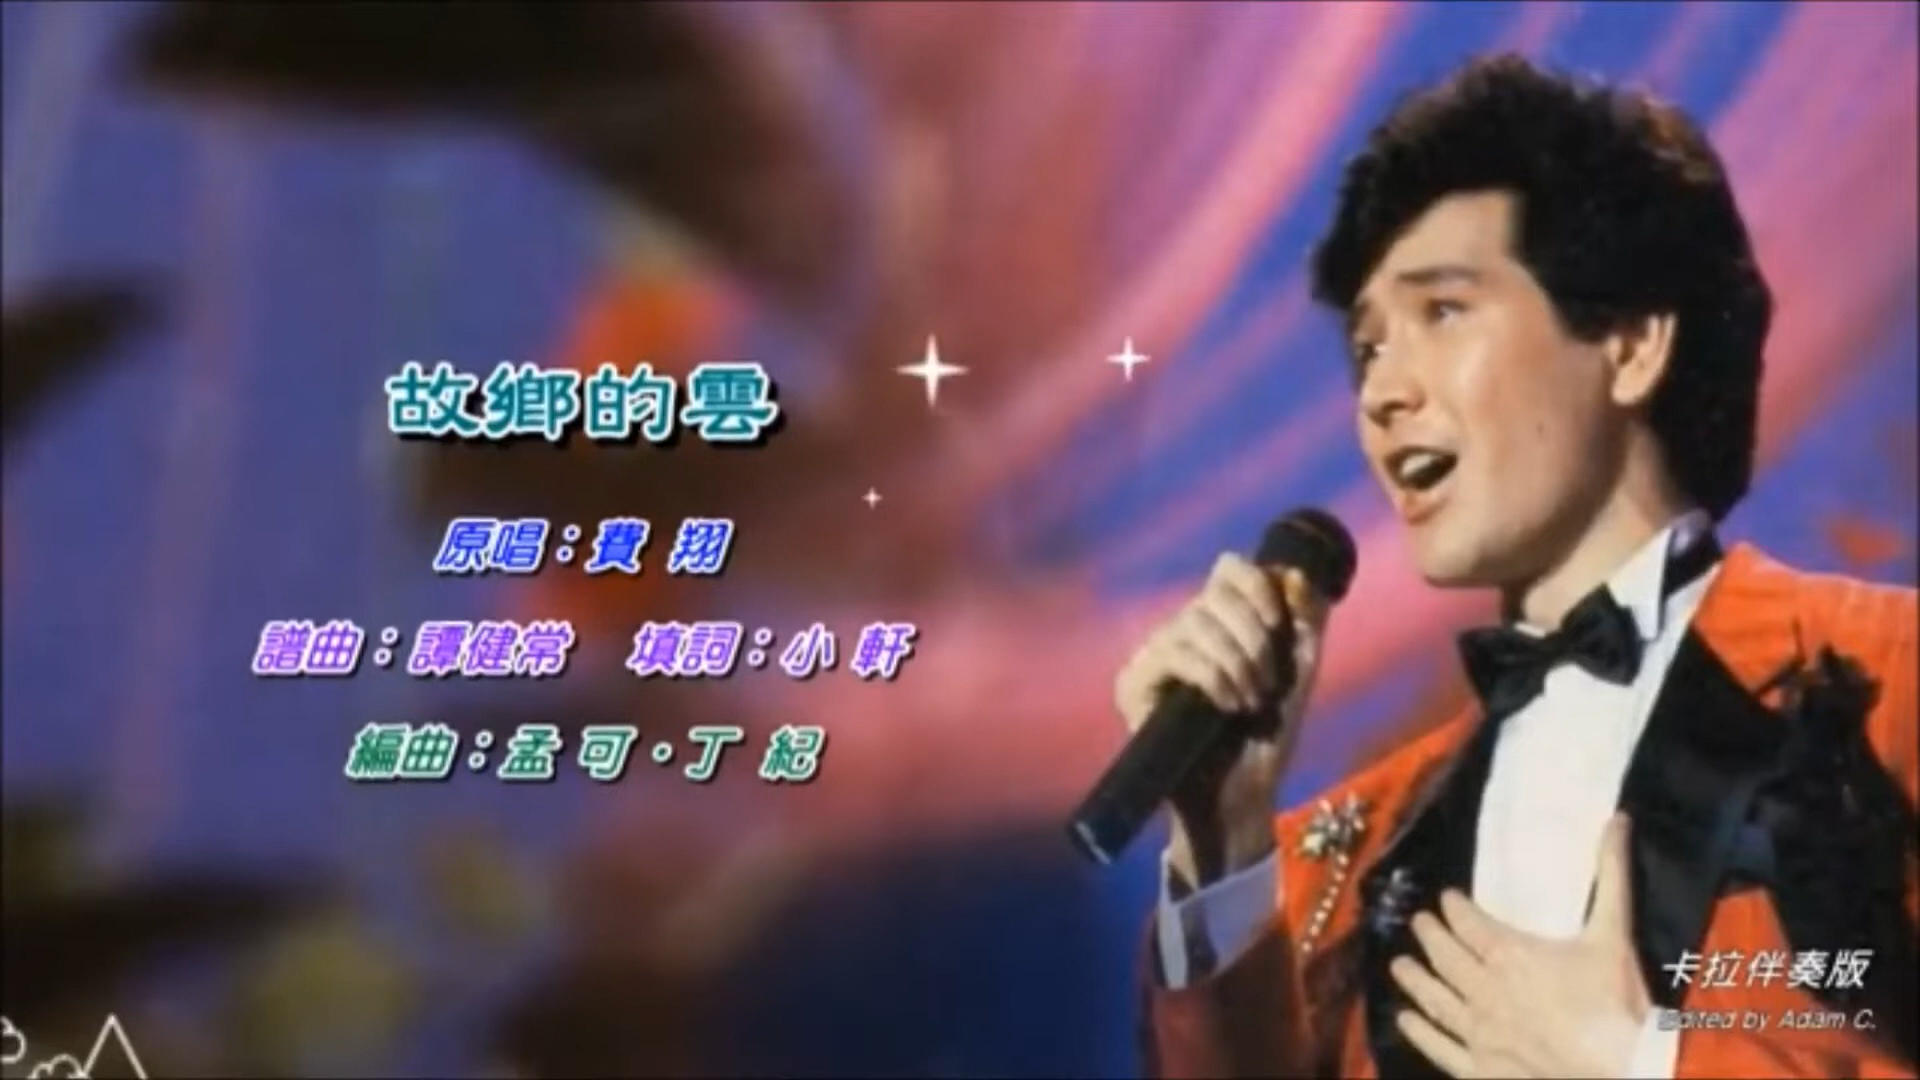 故鄉的雲
原唱：費 翔
譜曲：譚健常　填詞：小 軒
編曲：孟 可・丁 紀
卡拉伴奏版
Edited by Adam C.